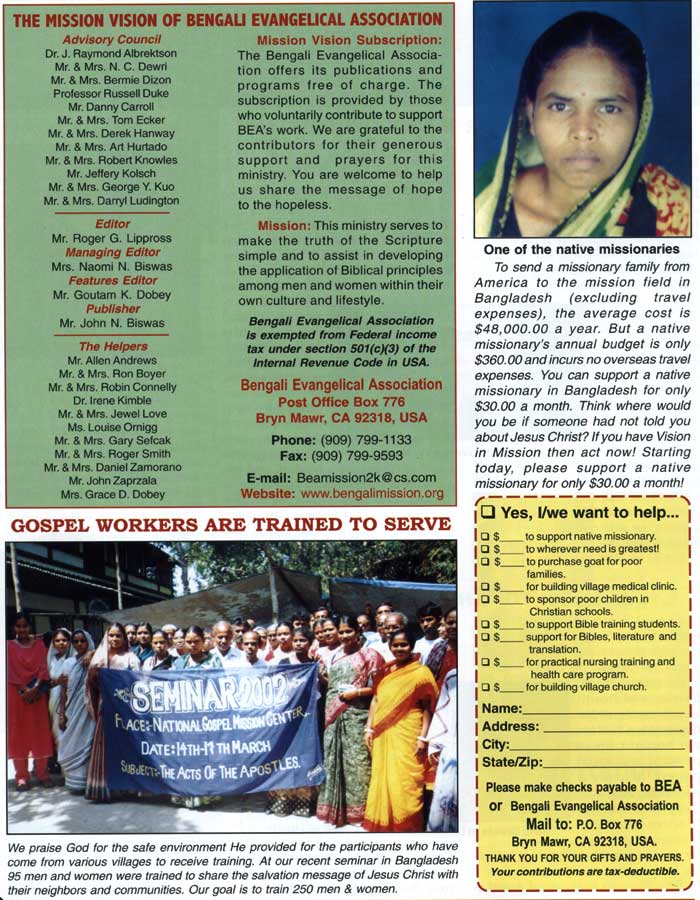 THE MISSION VISION OF BENGALI EVANGELICAL ASSOCIATION
Advisory Council
Dr. J. Raymond Albrektson
Mr. & Mrs. N. C. Dewri
Mr. & Mrs. Bernie Dizon
Professor Russell Duke
Mr. Danny Carroll
Mr. & Mrs. Tom Ecker
Mr. & Mrs. Derek Hanway
Mr. & Mrs. Art Hurtado
Mr. & Mrs. Robert Knowles
Mr. Jeffery Kolsch
Mr. & Mrs. George Y. Kuo
Mr. & Mrs. Darryl Ludington
Editor
Mr. Roger G. Lippross
Managing Editor
Mrs. Naomi N. Biswas
Features Editor
Mr. Goutam K. Dobey
Publisher
Mr. John N. Biswas
The Helpers
Mr. Allen Andrews
Mr. & Mrs. Ron Boyer
Mr. & Mrs. Robin Connelly
Dr. Irene Kimble
Mr. & Mrs. Jewel Love
Ms. Louise Ornigg
Mr. & Mrs. Gary Sefcak
Mr. & Mrs. Roger Smith
Mr. & Mrs. Daniel Zamorano
Mr. John Zaprzala
Mrs. Grace D. Dobey
Mission Vision Subscription:
The Bengali Evangelical Associa-
tion offers its publications and
programs free of charge. The
subscription is provided by those
who voluntarily contribute to support
BEA's work. We are grateful to the
contributors for their generous
support and prayers for this
ministry. You are welcome to help
us share the message of hope
to the hopeless.
Mission: This ministry serves to
make the truth of the Scripture
simple and to assist in developing
the application of Biblical principles
among men and women within their
own culture and lifestyle.
Bengali Evangelical Association
is exempted from Federal income
tax under section 501(c)(3) of the
Internal Revenue Code in USA.
Bengali Evangelical Association
Post Office Box 776
Bryn Mawr, CA 92318, USA
Phone: (909) 799-1133
Fax: (909) 799-9593
E-mail: Beamission2k@cs.com
Website: www.bengalimission.org
GOSPEL WORKERS ARE TRAINED TO SERVE
SEMINAR-2002
PLACE:-NATIONAL GOSPEL MISSION CENTER.
DATE:-14TH-17TH MARCH
SUBJECT:-THE ACTS OF THE APOSTLES.
We praise God for the safe environment He provided for the participants who have
come from various villages to receive training. At our recent seminar in Bangladesh
95 men and women were trained to share the salvation message of Jesus Christ with
their neighbors and communities. Our goal is to train 250 men & women.
One of the native missionaries
To send a missionary family from
America to the mission field in
Bangladesh (excluding travel
expenses), the average cost is
$48,000.00 a year. But a native
missionary's annual budget is only
$360.00 and incurs no overseas travel
expenses. You can support a native
missionary in Bangladesh for only
$30.00 a month. Think where would
you be if someone had not told you
about Jesus Christ? If you have Vision
in Mission then act now! Starting
today, please support a native
missionary for only $30.00 a month!
❑ Yes, I/we want to help...
❑ $____ to support native missionary.
❑ $____ to wherever need is greatest!
❑ $____ to purchase goat for poor
families.
❑ $____ for building village medical clinic.
❑ $____ to sponsor poor children in
Christian schools.
❑ $____ to support Bible training students.
❑ $____ support for Bibles, literature and
translation.
❑ $____ for practical nursing training and
health care program.
❑ $____ for building village church.
Name:
Address:
City:
State/Zip:
Please make checks payable to BEA
or Bengali Evangelical Association
Mail to: P.O. Box 776
Bryn Mawr, CA 92318, USA.
THANK YOU FOR YOUR GIFTS AND PRAYERS.
Your contributions are tax-deductible.